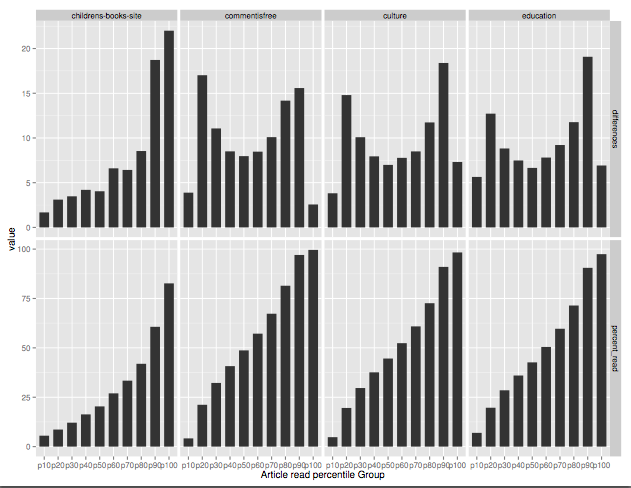 childrens-books-site commentisfree culture education
20
15
10
5
0
differences
value
100
75
50
25
0
percent_read
p10p20p30p40p50p60p70p80p90p100 p10p20p30p40p50p60p70p80p90p100 p10p20p30p40p50p60p70p80p90p100 p10p20p30p40p50p60p70p80p90p100
Article read percentile Group